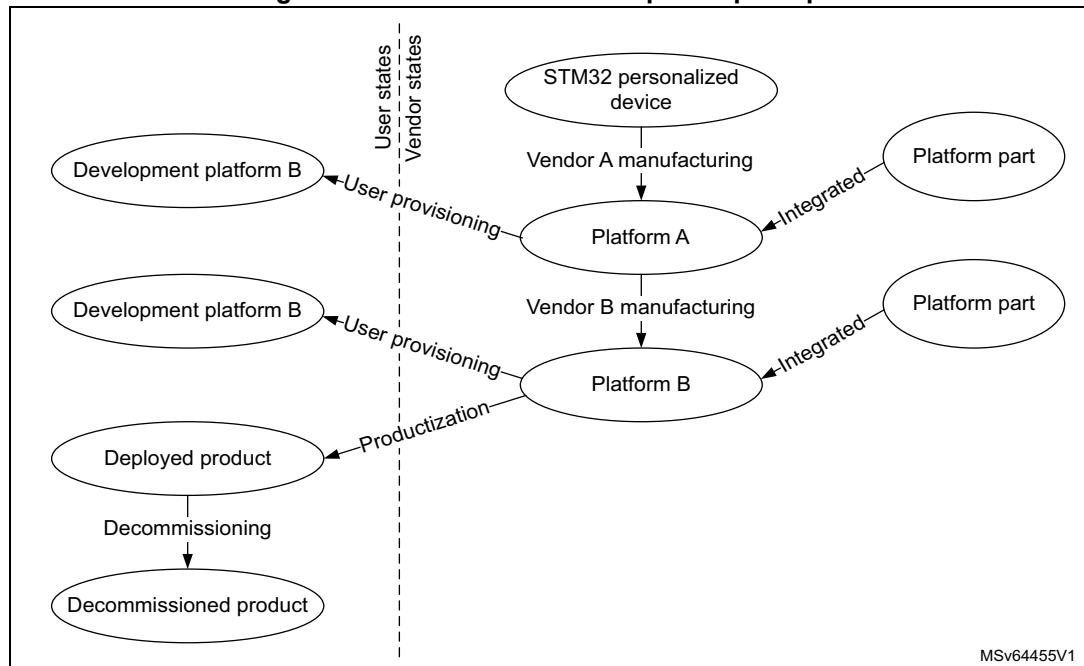 User states
Vendor states
STM32 personalized
device
Vendor A manufacturing
Platform part
Development platform B
User provisioning
Integrated
Platform A
Vendor B manufacturing
Platform part
Development platform B
User provisioning
Integrated
Platform B
Productization
Deployed product
Decommissioning
Decommissioned product
MSv64455V1